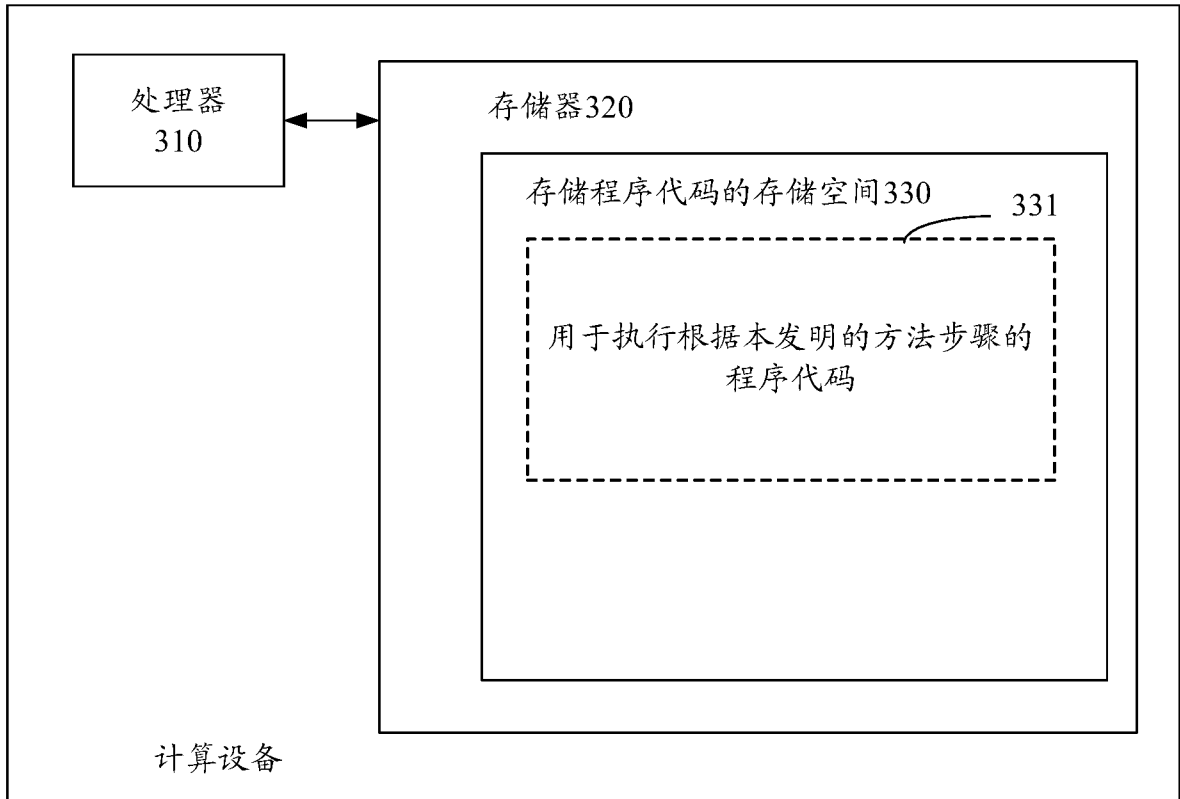 处理器
310
存储器320
存储程序代码的存储空间330
331
用于执行根据本发明的方法步骤的
程序代码
计算设备